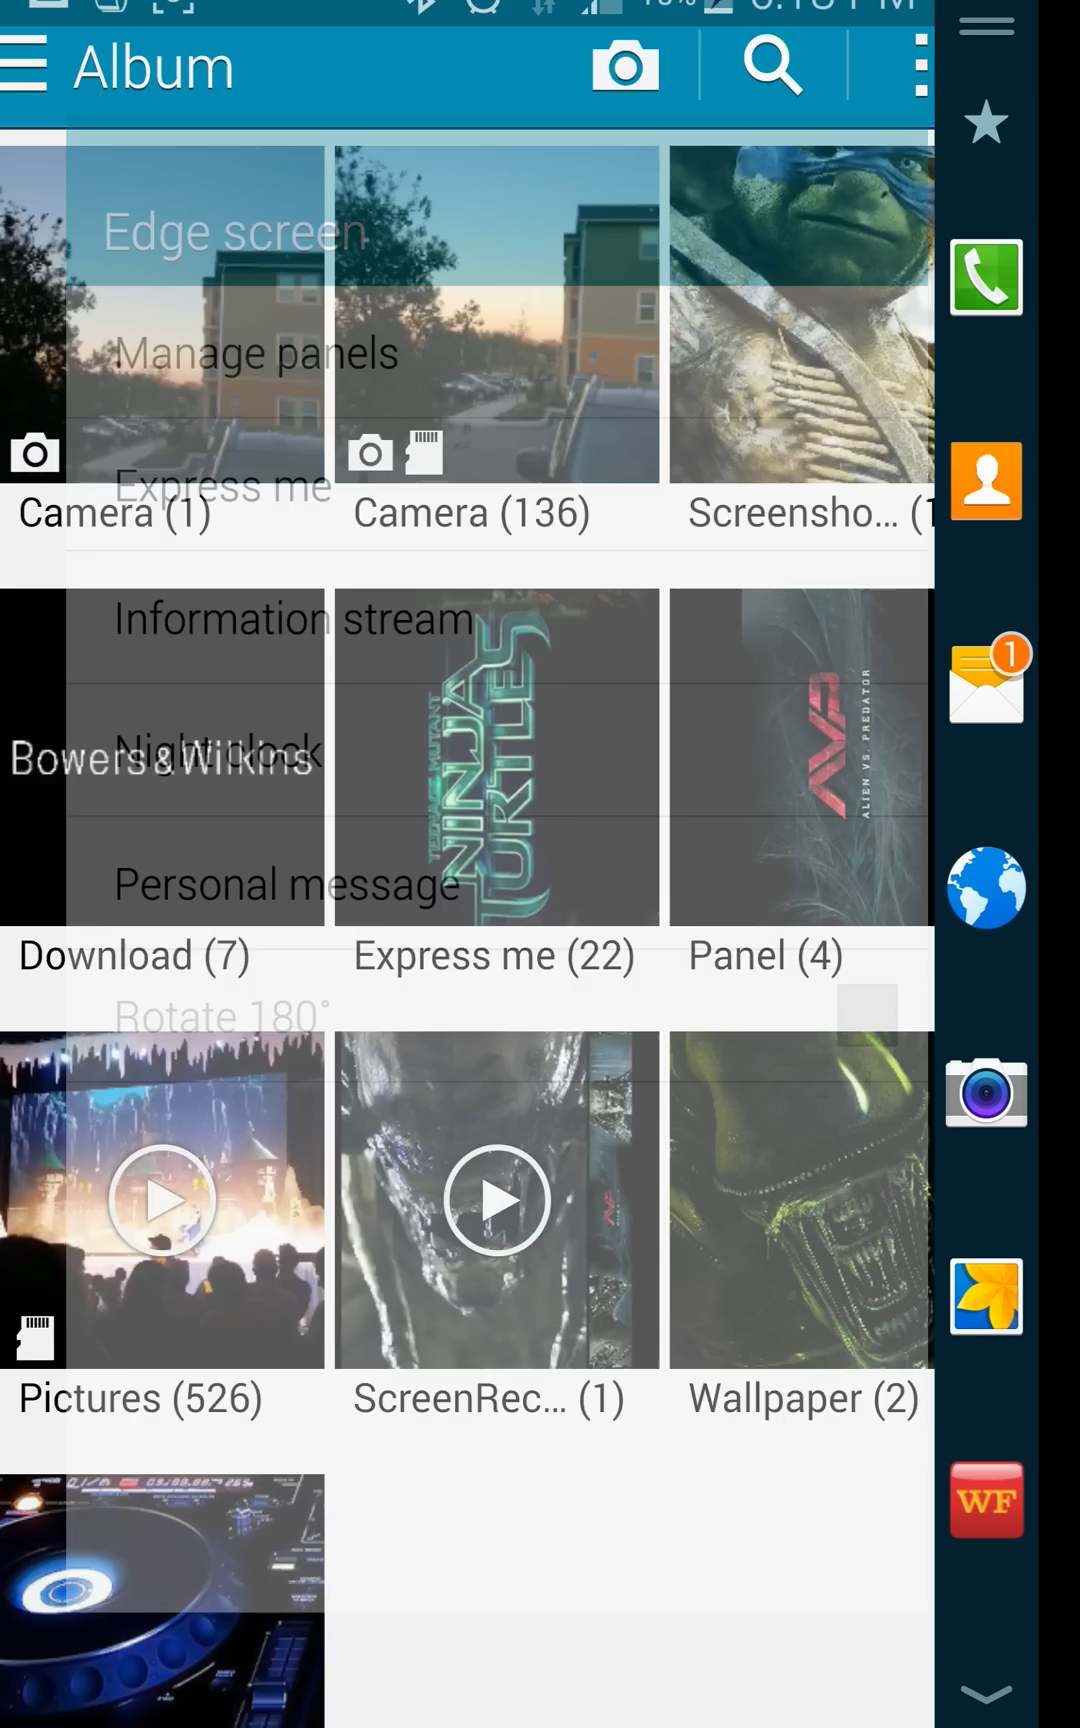 Album
Edge screen
Manage panels
Express me
Camera (1)
Camera (136)
Screensho... (1
Information stream
Night clock
Bowers & Wilkins
TEENAGE MUTANT
NINJA
TURTLES
AVP
ALIEN VS. PREDATOR
1
Personal message
Download (7)
Express me (22)
Panel (4)
Rotate 180°
Pictures (526)
ScreenRec... (1)
Wallpaper (2)
WF